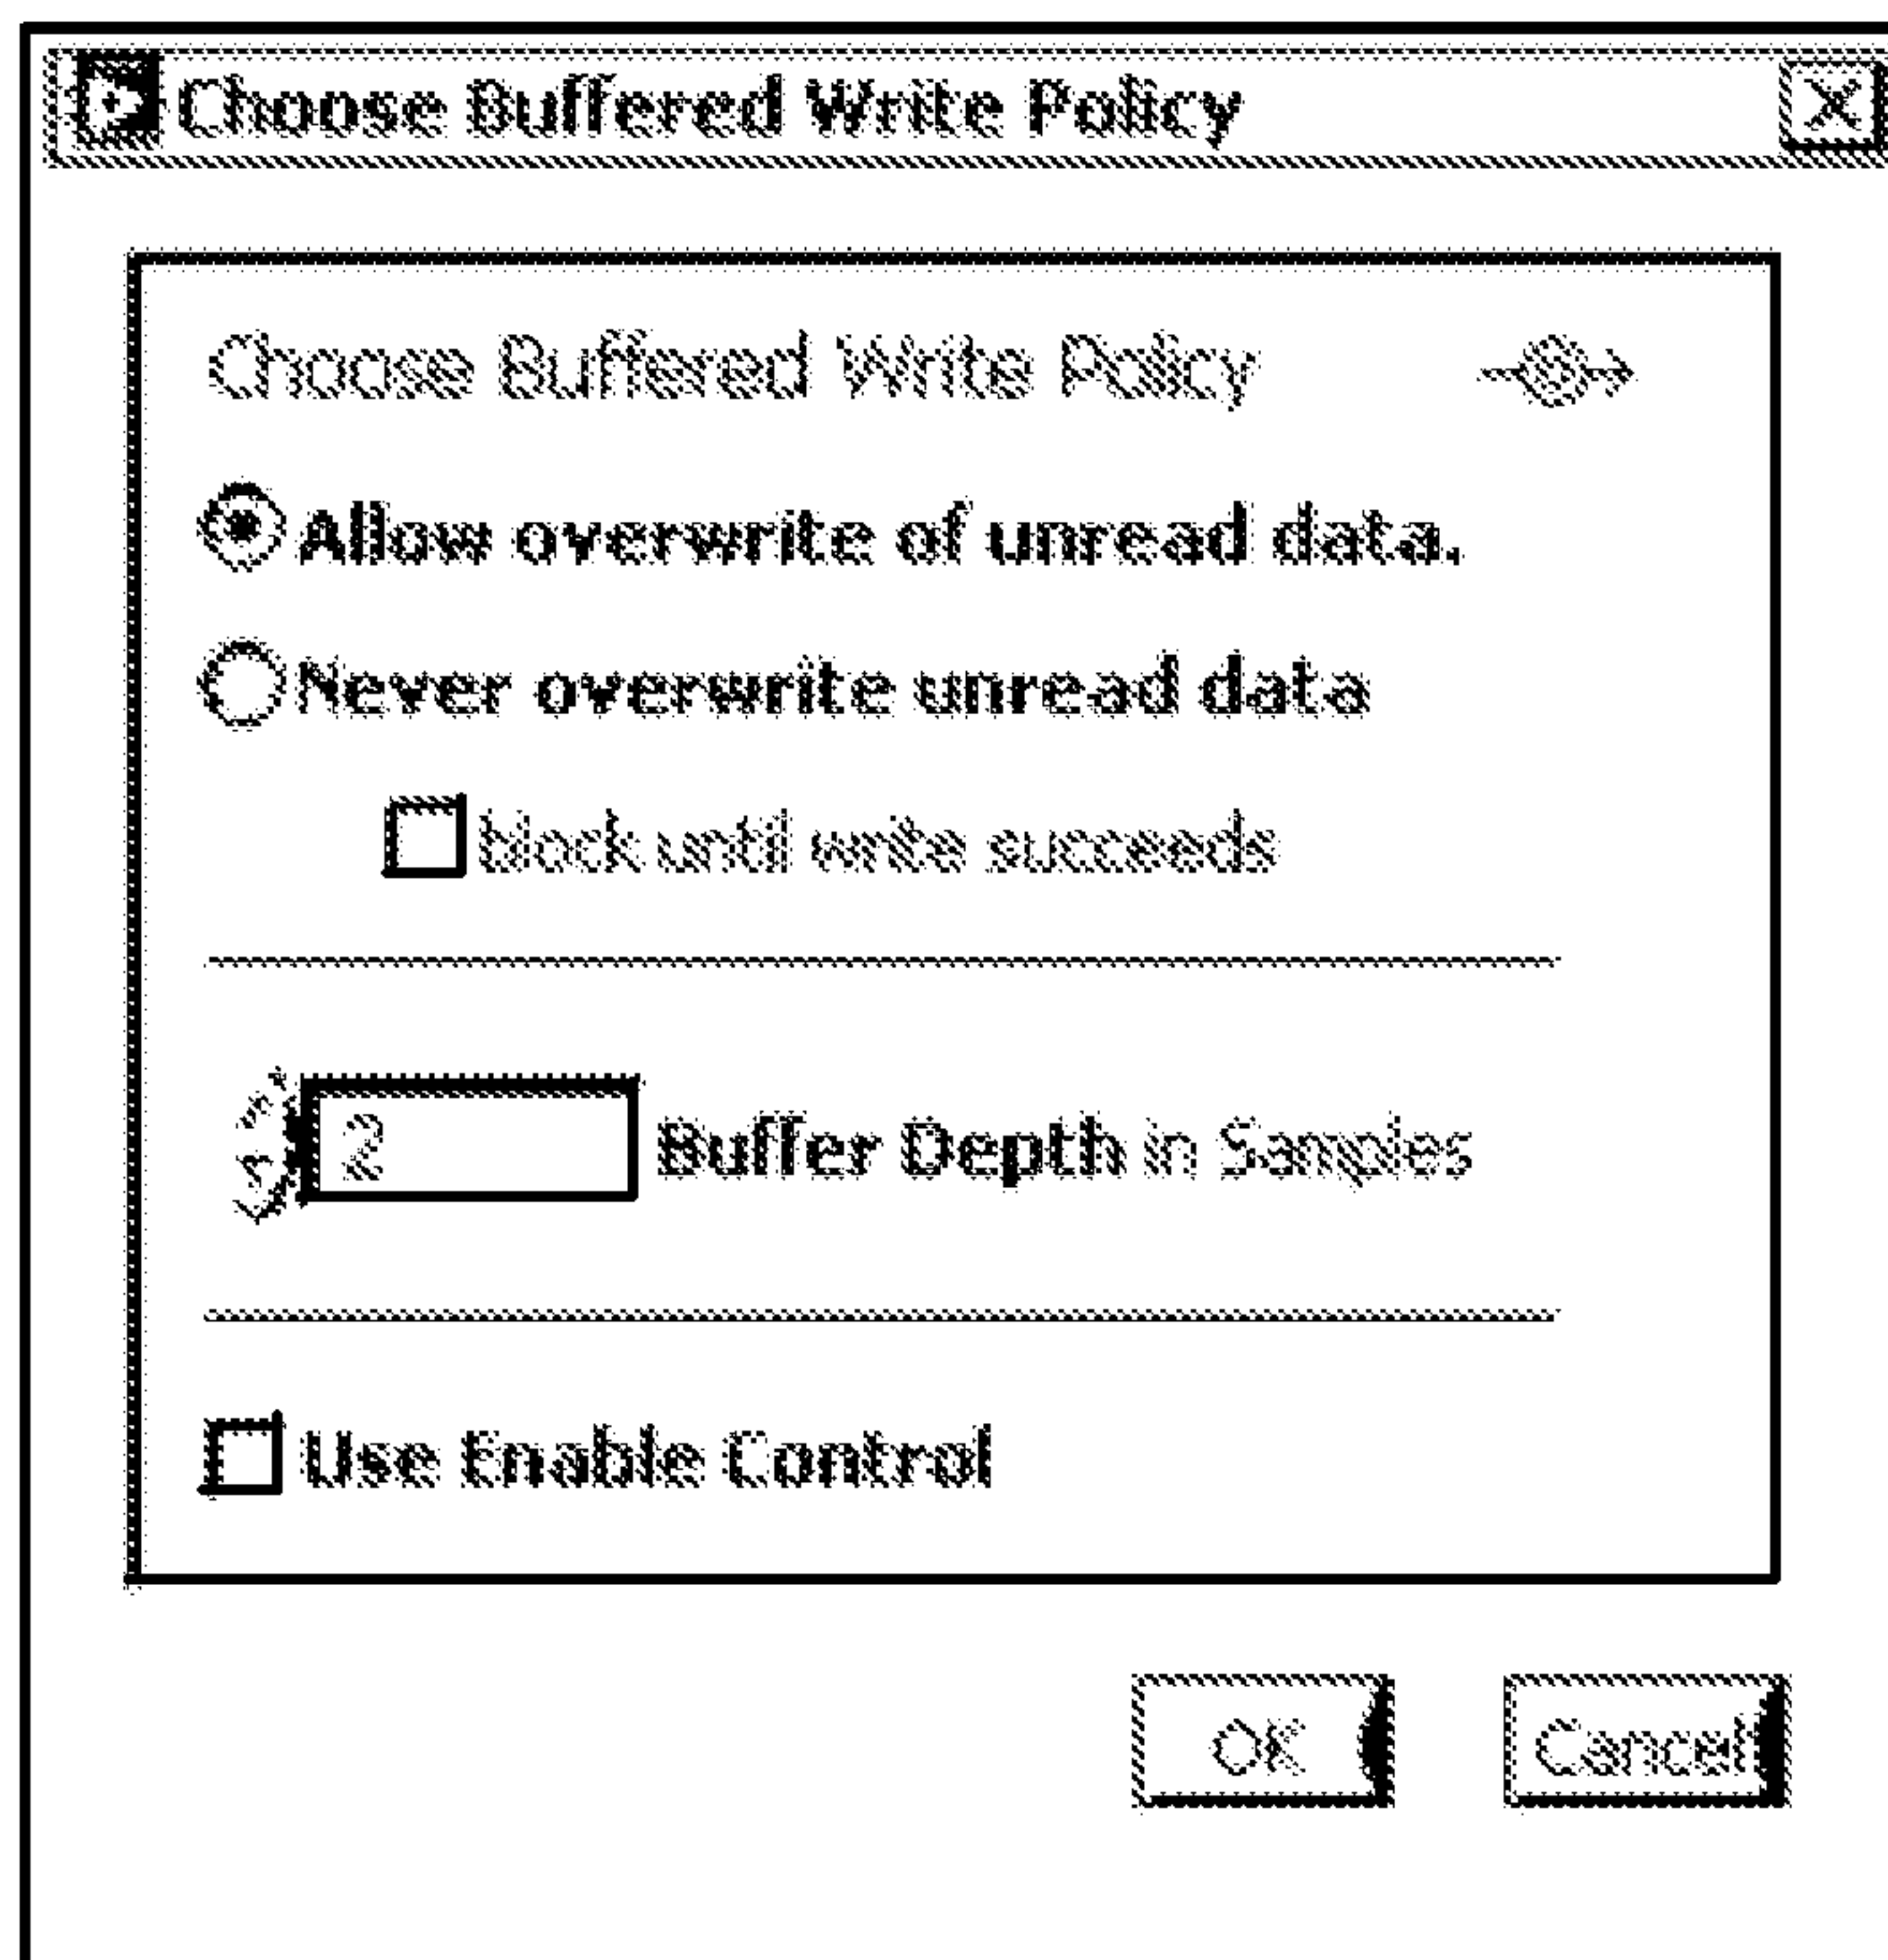 Choose Buffered Write Policy
Choose Buffered Write Policy
Allow overwrite of unread data.
Never overwrite unread data
block until write succeeds
2 Buffer Depth in Samples
Use Enable Control
OK Cancel